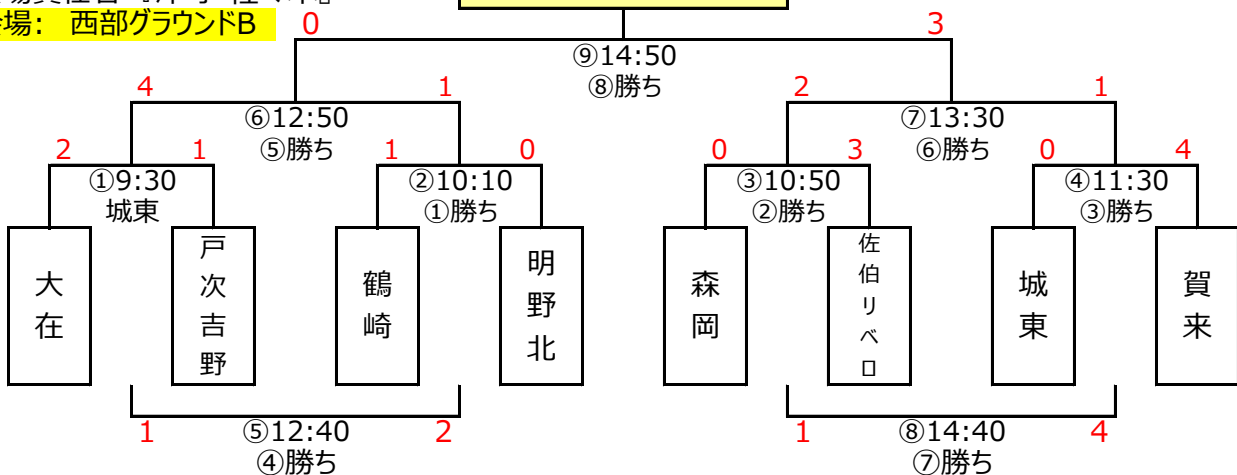 会場: 西部グラウンドB
0 3
⑨14:50
⑧勝ち
4 1 2 1
⑥12:50 ⑦13:30
⑤勝ち ⑥勝ち
2 1 1 0 0 3 0 4
①9:30 ②10:10 ③10:50 ④11:30
城東 ①勝ち ②勝ち ③勝ち
大在 戸次吉野 鶴崎 明野北 森岡 佐伯リベロ 城東 賀来
1 ⑤12:40 2 1 ⑧14:40 4
④勝ち ⑦勝ち